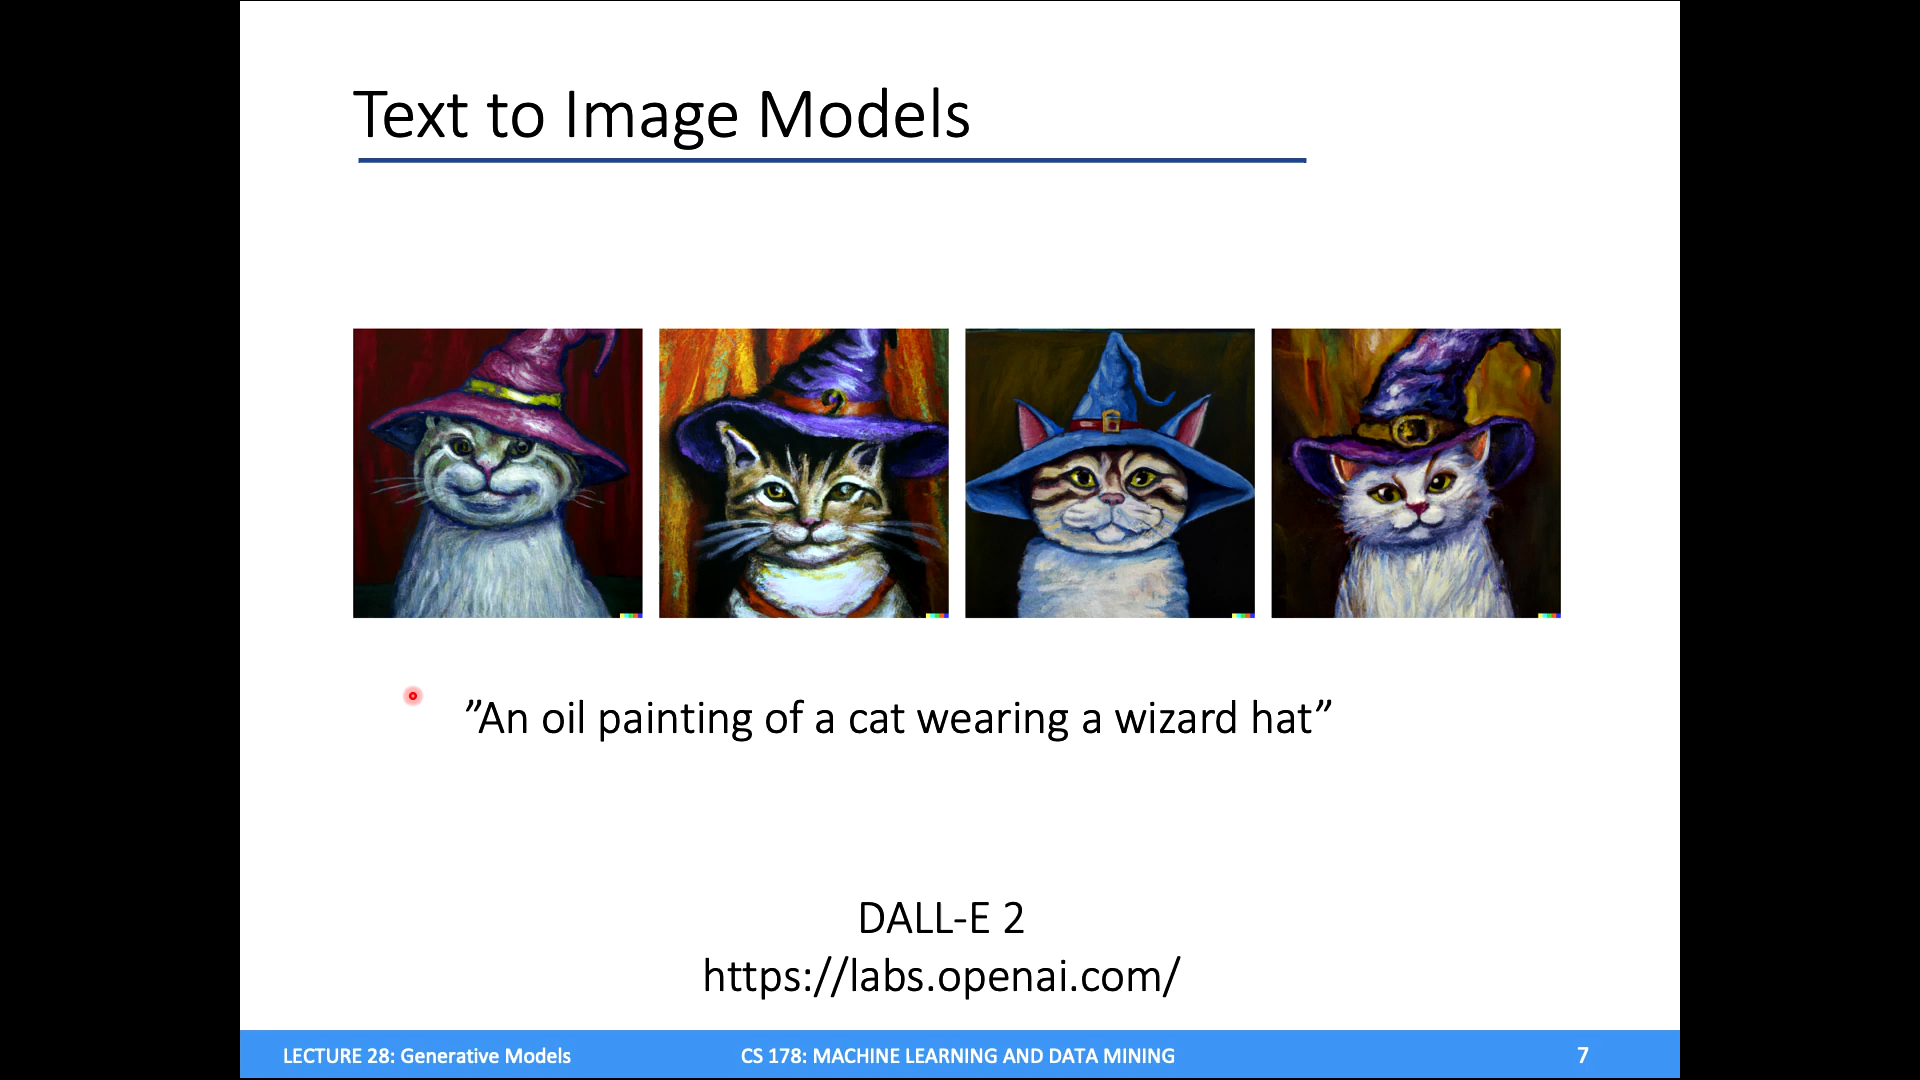 Text to Image Models
”An oil painting of a cat wearing a wizard hat”
DALL-E 2
https://labs.openai.com/
LECTURE 28: Generative Models
CS 178: MACHINE LEARNING AND DATA MINING
7